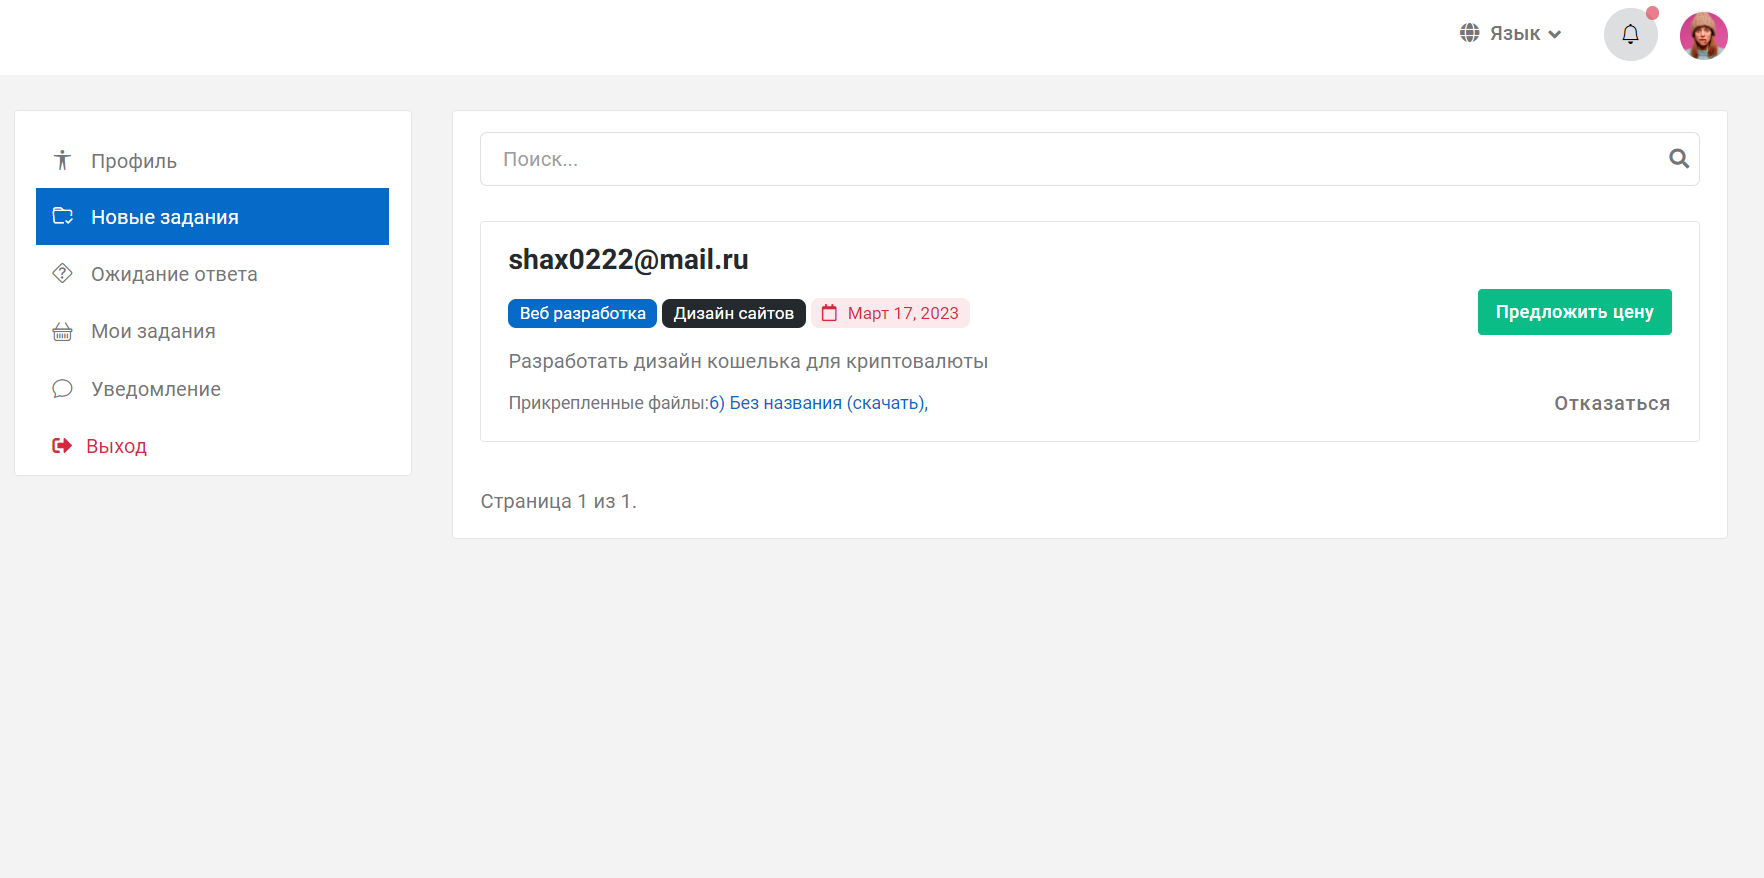 Язык
Профиль
Новые задания
Ожидание ответа
Мои задания
Уведомление
Выход
Поиск...
shax0222@mail.ru
Веб разработка Дизайн сайтов Март 17, 2023
Предложить цену
Разработать дизайн кошелька для криптовалюты
Прикрепленные файлы:6) Без названия (скачать),
Отказаться
Страница 1 из 1.